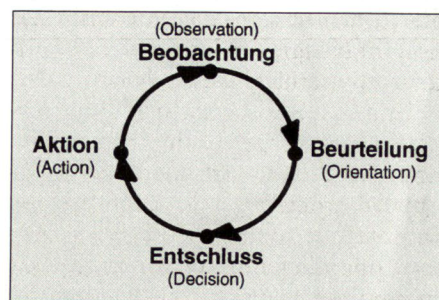 (Observation)
Beobachtung
Aktion
(Action)
Beurteilung
(Orientation)
Entschluss
(Decision)